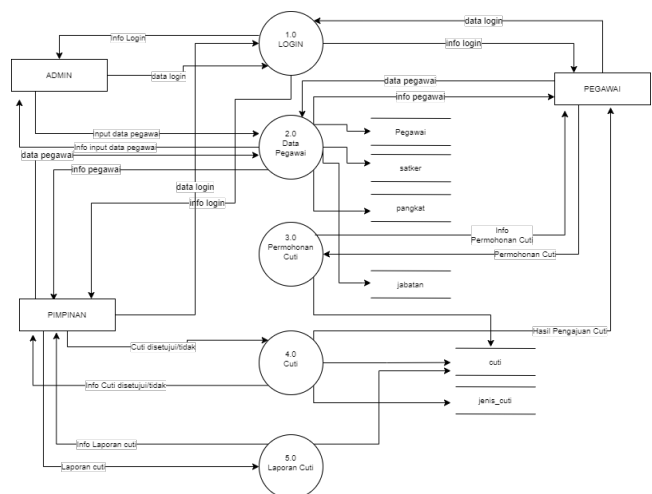 data login
Info Login
1.0
LOGIN
info login
ADMIN
data login
data pegawai
PEGAWAI
info pegawai
input data pegawai
2.0
Data
Pegawai
Pegawai
Info input data pegawai
data pegawai
info pegawai
satker
data login
info login
pangkat
3.0
Permohonan
Cuti
Info
Permohonan Cuti
Permohonan Cuti
jabatan
PIMPINAN
Hasil Pengajuan Cuti
Cuti disetujui/tidak
4.0
Cuti
cuti
Info Cuti disetujui/tidak
jenis_cuti
Info Laporan cuti
5.0
Laporan Cuti
Laporan cuti